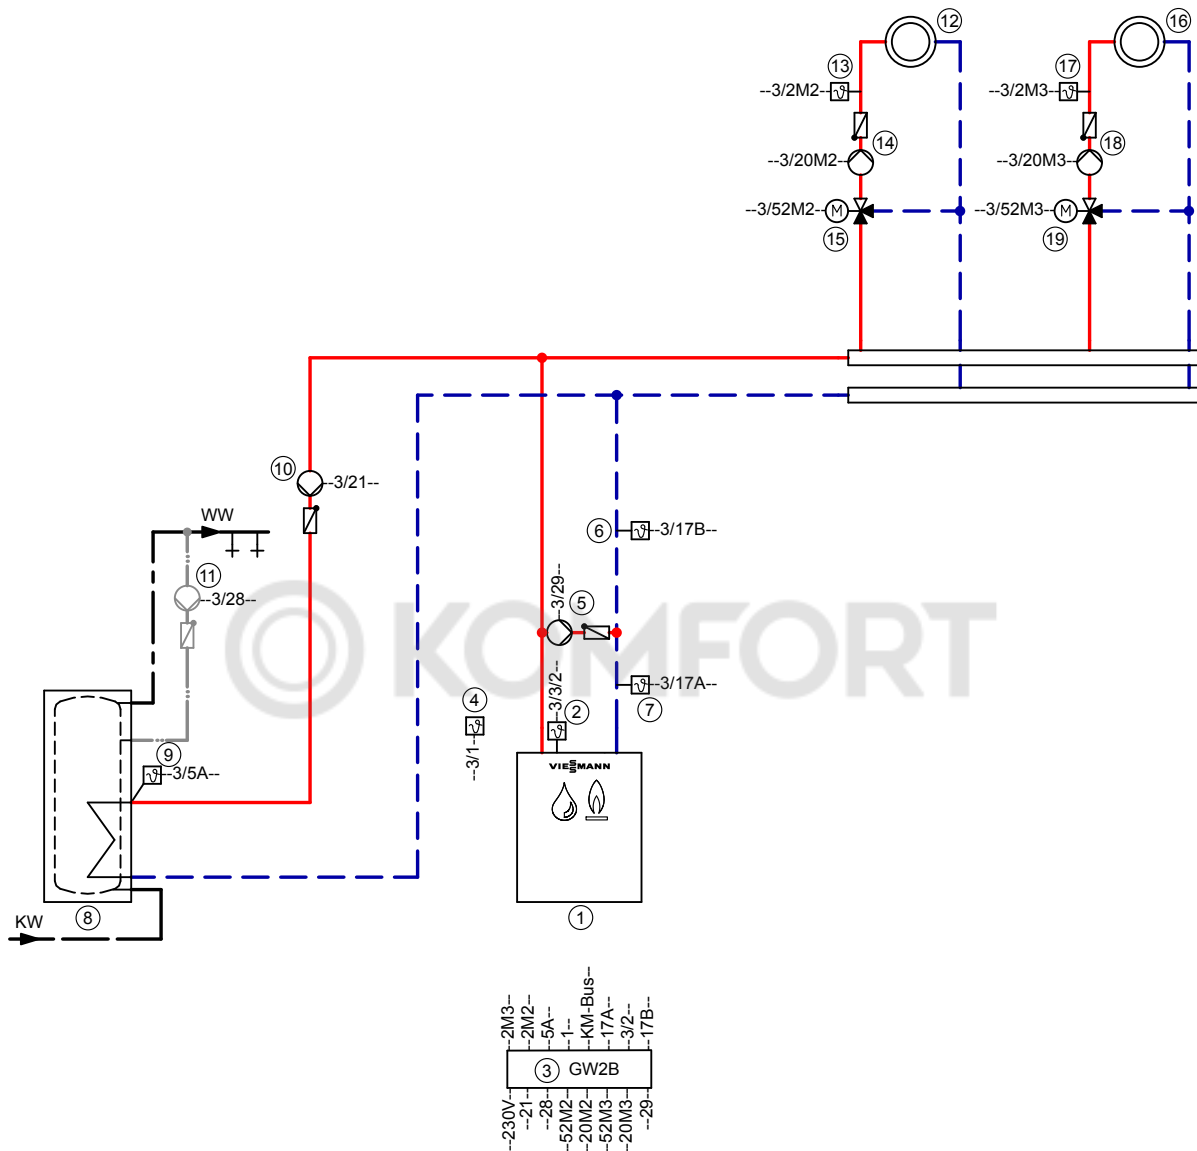 12
16
13
17
--3/2M2--
--3/2M3--
14
18
--3/20M2--
--3/20M3--
--3/52M2--
M
--3/52M3--
M
15
19
10
--3/21--
WW
6
--3/17B--
11
--3/28--
--3/29--
5
KOMFORT
--3/17A--
4
--3/3/2--
2
7
--3/1--
9
--3/5A--
VIESMANN
8
1
KW
--2M3--
--2M2--
--5A--
--1--
--KM-Bus--
--17A--
--3/2--
--17B--
3
GW2B
--230V--
--21--
--28--
--52M2--
--20M2--
--52M3--
--20M3--
--29--